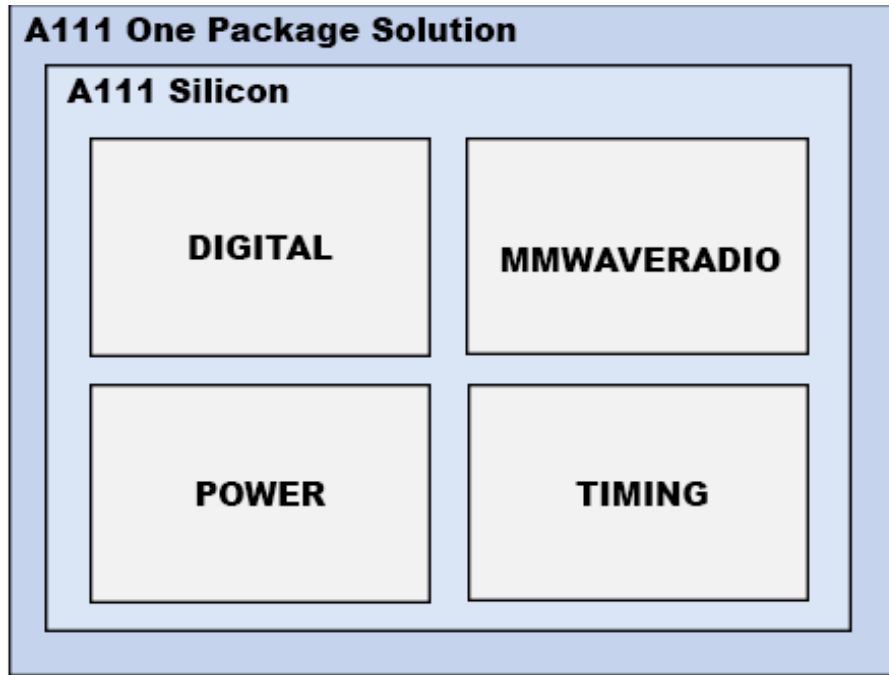 A111 One Package Solution
A111 Silicon
DIGITAL
MMWAVERADIO
POWER
TIMING